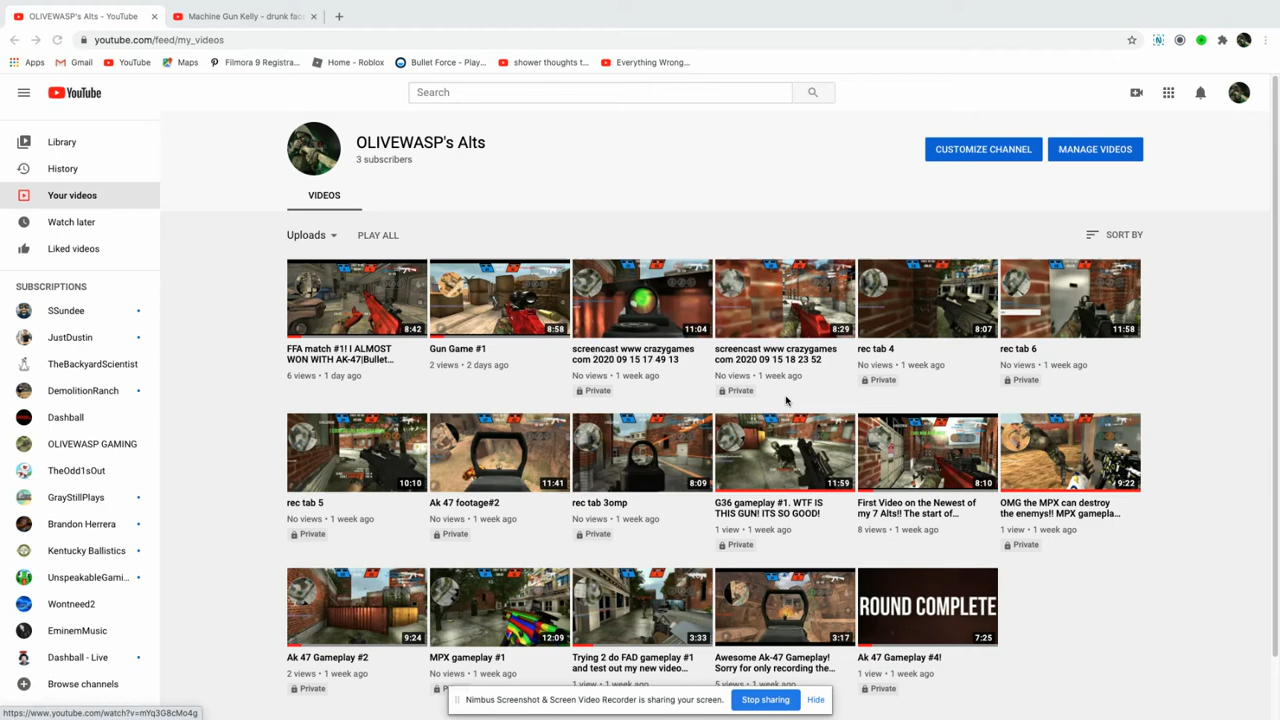 OLIVEWASP's Alts - YouTube
Machine Gun Kelly - drunk fac
youtube.com/feed/my_videos
Apps
Gmail
YouTube
Maps
Filmora 9 Registra...
Home - Roblox
Bullet Force - Play...
shower thoughts t...
Everything Wrong...
YouTube
Search
Library
History
Your videos
Watch later
Liked videos
SUBSCRIPTIONS
SSundee
JustDustin
TheBackyardScientist
DemolitionRanch
Dashball
OLIVEWASP GAMING
TheOdd1sOut
GrayStillPlays
Brandon Herrera
Kentucky Ballistics
UnspeakableGami...
Wontneed2
EminemMusic
Dashball - Live
Browse channels
https://www.youtube.com/watch?v=mYq3G8cMo4g
OLIVEWASP's Alts
3 subscribers
CUSTOMIZE CHANNEL
MANAGE VIDEOS
VIDEOS
Uploads
PLAY ALL
SORT BY
8:42
FFA match #1! I ALMOST
WON WITH AK-47|Bullet...
6 views • 1 day ago
8:58
Gun Game #1
2 views • 2 days ago
11:04
screencast www crazygames
com 2020 09 15 17 49 13
No views • 1 week ago
Private
8:29
screencast www crazygames
com 2020 09 15 18 23 52
No views • 1 week ago
Private
8:07
rec tab 4
No views • 1 week ago
Private
11:58
rec tab 6
No views • 1 week ago
Private
10:10
rec tab 5
No views • 1 week ago
Private
11:41
Ak 47 footage#2
No views • 1 week ago
Private
8:09
rec tab 3omp
No views • 1 week ago
Private
11:59
G36 gameplay #1. WTF IS
THIS GUN! ITS SO GOOD!
1 view • 1 week ago
Private
8:10
First Video on the Newest of
my 7 Alts!! The start of...
8 views • 1 week ago
9:22
OMG the MPX can destroy
the enemys!! MPX gamepla...
1 view • 1 week ago
Private
9:24
Ak 47 Gameplay #2
2 views • 1 week ago
Private
12:09
MPX gameplay #1
No views • 1 week ago
3:33
Trying 2 do FAD gameplay #1
and test out my new video...
3:17
Awesome Ak-47 Gameplay!
Sorry for only recording the...
ROUND COMPLETE
7:25
Ak 47 Gameplay #4!
1 view • 1 week ago
Private
Nimbus Screenshot & Screen Video Recorder is sharing your screen.
Stop sharing
Hide